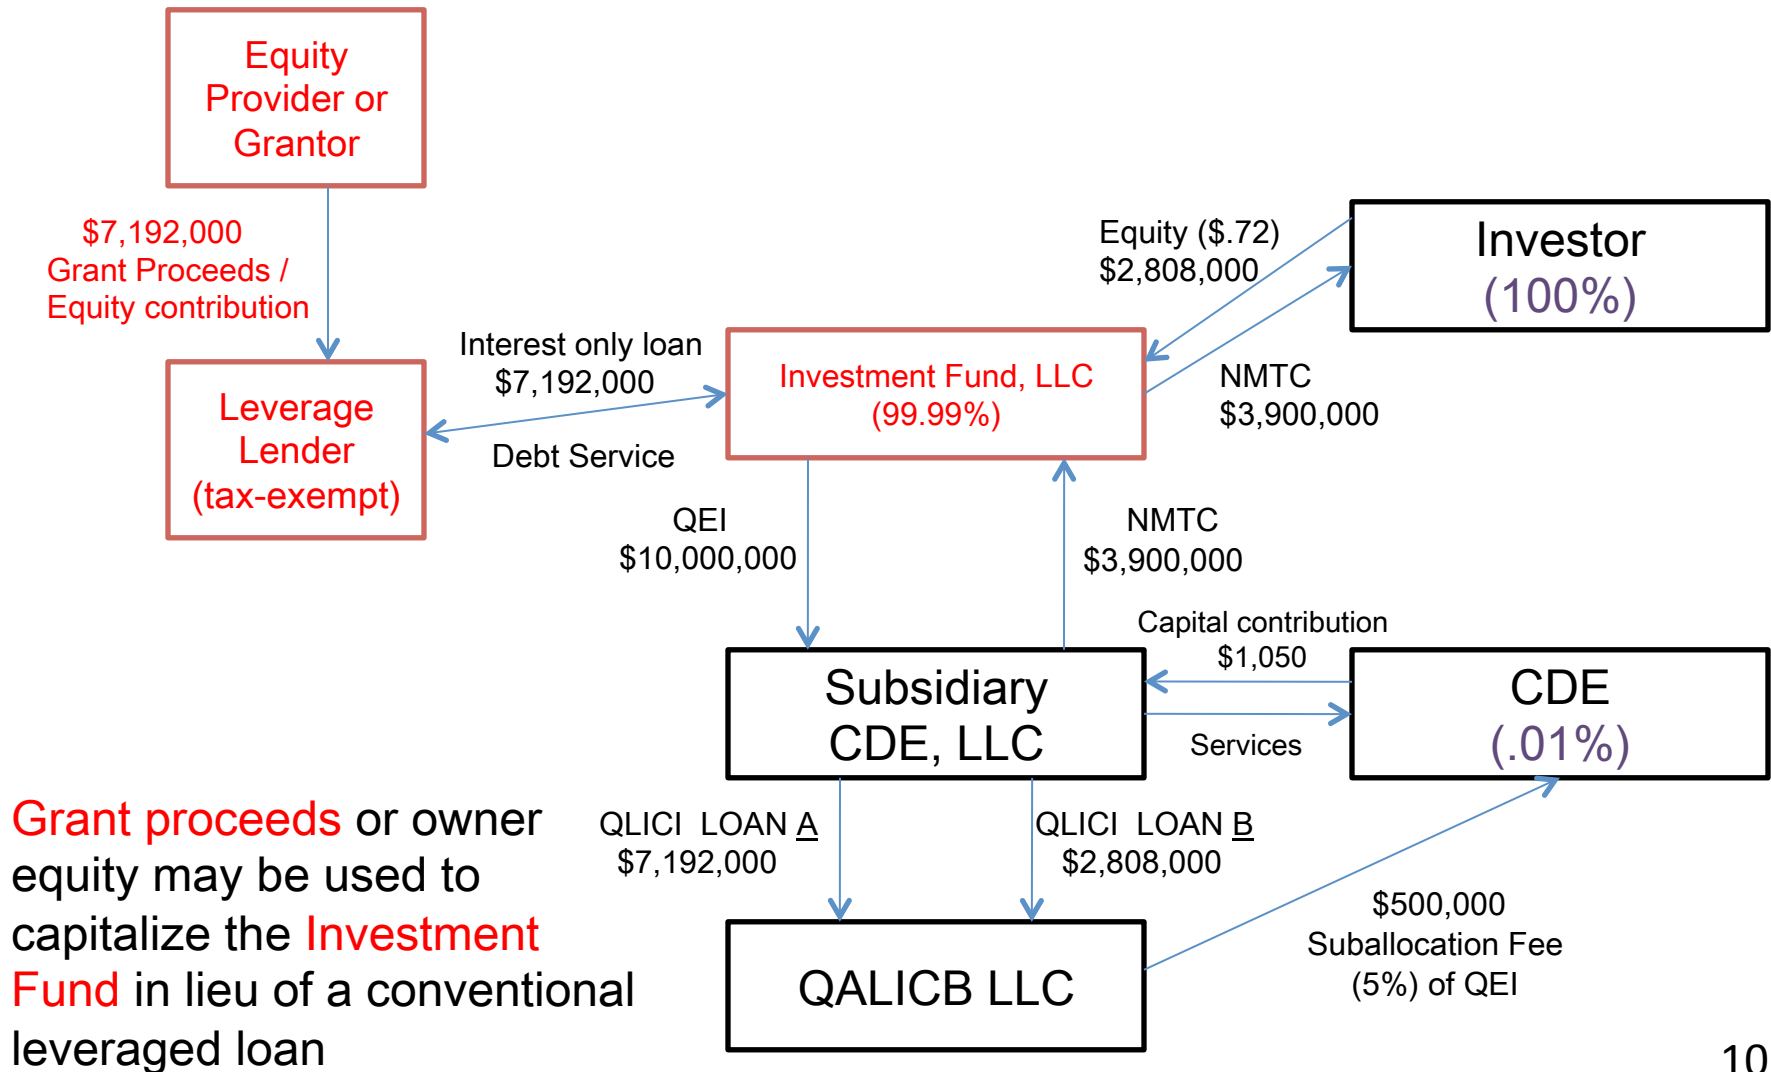 Equity
Provider or
Grantor
$7,192,000
Grant Proceeds /
Equity contribution
Leverage
Lender
(tax-exempt)
Interest only loan
$7,192,000
Debt Service
Investment Fund, LLC
(99.99%)
Equity ($.72)
$2,808,000
Investor
(100%)
NMTC
$3,900,000
QEI
$10,000,000
NMTC
$3,900,000
Capital contribution
$1,050
Subsidiary
CDE, LLC
Services
CDE
(.01%)
QLICI LOAN A
$7,192,000
QLICI LOAN B
$2,808,000
QALICB LLC
$500,000
Suballocation Fee
(5%) of QEI
Grant proceeds or owner
equity may be used to
capitalize the Investment
Fund in lieu of a conventional
leveraged loan
10